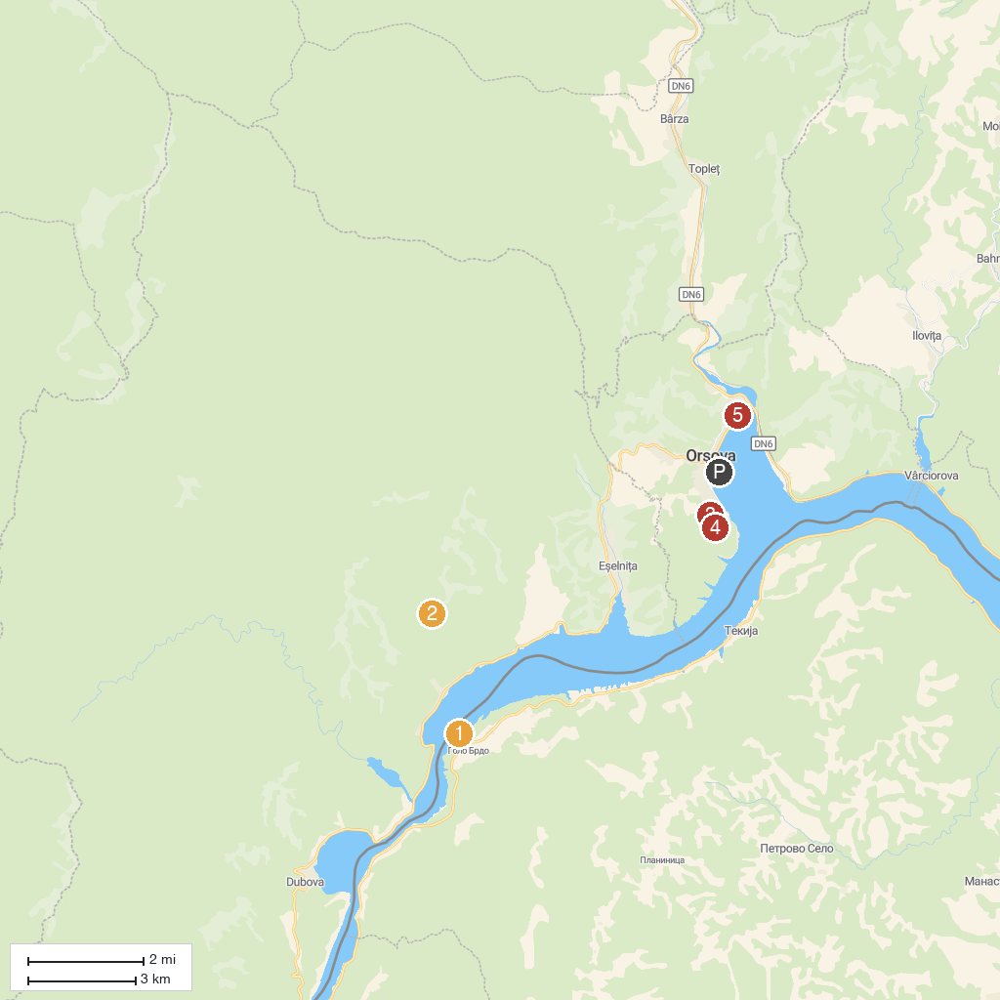 DN6
Bârza
Mol
Topleț
Bahn
DN6
Ilovița
5
DN6
Orșova
P
Vârciorova
4
Eșelnița
2
Текија
1
Голо Брдо
Петрово Село
Планиница
Dubova
Манаст
2 mi
3 km